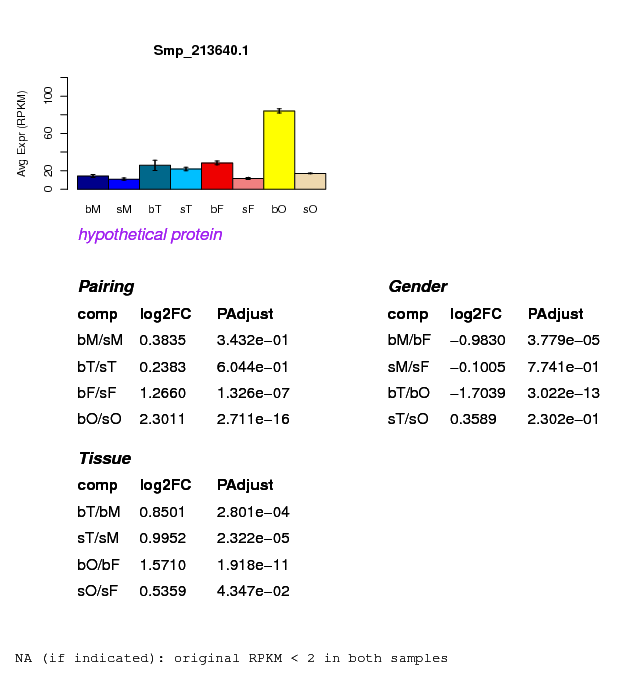 Smp_213640.1
Avg Expr (RPKM)
100
60
20
0
bM sM bT sT bF sF bO sO
hypothetical protein
Pairing
comp log2FC PAdjust
bM/sM 0.3835 3.432e−01
bT/sT 0.2383 6.044e−01
bF/sF 1.2660 1.326e−07
bO/sO 2.3011 2.711e−16
Gender
comp log2FC PAdjust
bM/bF −0.9830 3.779e−05
sM/sF −0.1005 7.741e−01
bT/bO −1.7039 3.022e−13
sT/sO 0.3589 2.302e−01
Tissue
comp log2FC PAdjust
bT/bM 0.8501 2.801e−04
sT/sM 0.9952 2.322e−05
bO/bF 1.5710 1.918e−11
sO/sF 0.5359 4.347e−02
NA (if indicated): original RPKM < 2 in both samples